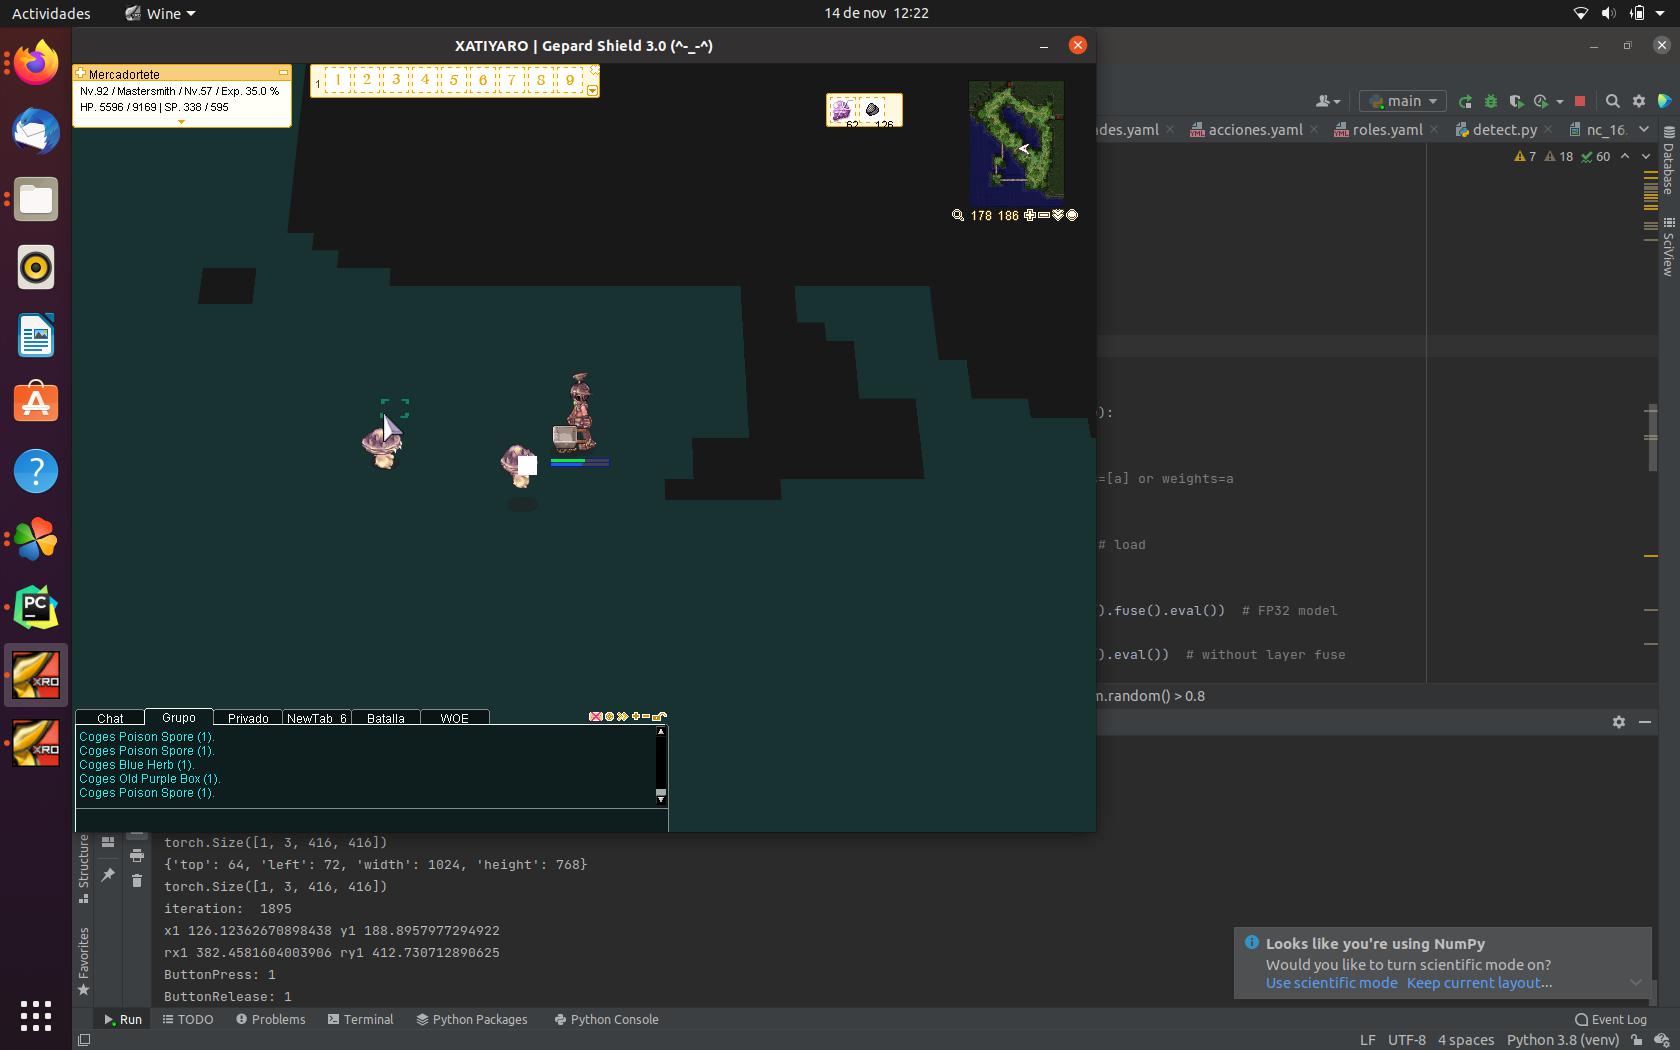 Actividades
Wine
14 de nov 12:22
XATIYARO | Gepard Shield 3.0 (^-_-^)
Mercadortete
Nv.92 / Mastersmith / Nv.57 / Exp. 35.0 %
HP. 5596 / 9169 | SP. 338 / 595
1 1 2 3 4 5 6 7 8 9
62 126
178 186
main
des.yaml
acciones.yaml
roles.yaml
detect.py
nc_16.
7 18 60
Database
SciView
):
=[a] or weights=a
# load
).fuse().eval()) # FP32 model
).eval()) # without layer fuse
m.random() > 0.8
PC
XRO
XRO
Chat Grupo Privado NewTab_6 Batalla WOE
Coges Poison Spore (1).
Coges Poison Spore (1).
Coges Blue Herb (1).
Coges Old Purple Box (1).
Coges Poison Spore (1).
Structure
Favorites
torch.Size([1, 3, 416, 416])
{'top': 64, 'left': 72, 'width': 1024, 'height': 768}
torch.Size([1, 3, 416, 416])
iteration:  1895
x1 126.12362670898438 y1 188.8957977294922
rx1 382.4581604003906 ry1 412.730712890625
ButtonPress: 1
ButtonRelease: 1
Looks like you're using NumPy
Would you like to turn scientific mode on?
Use scientific mode Keep current layout...
Run TODO Problems Terminal Python Packages Python Console
Event Log
LF UTF-8 4 spaces Python 3.8 (venv)